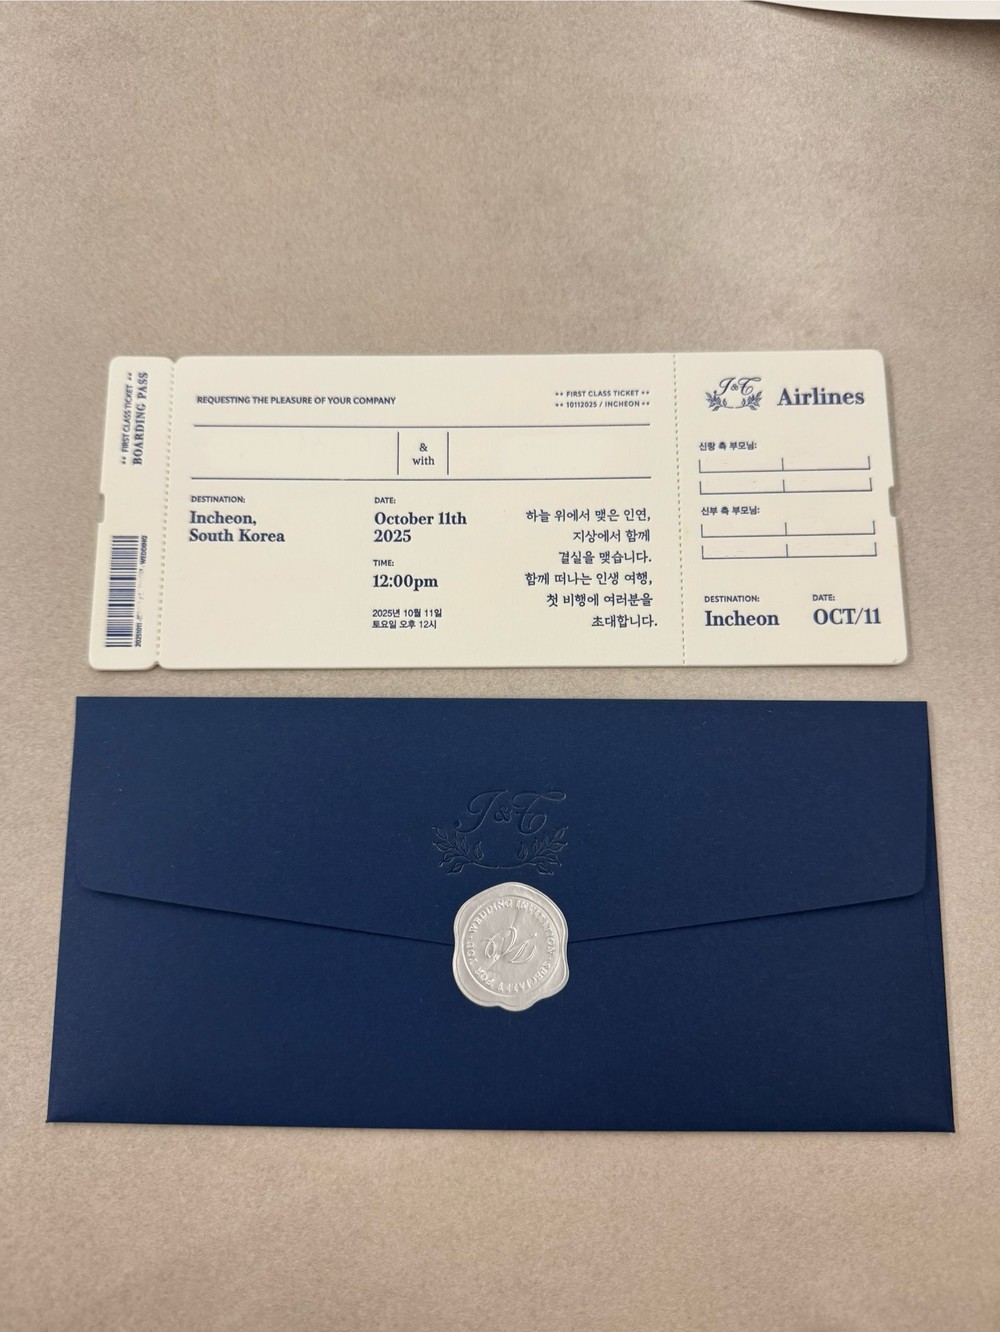 ** FIRST CLASS TICKET **
BOARDING PASS
REQUESTING THE PLEASURE OF YOUR COMPANY
** FIRST CLASS TICKET **
** 10112025 / INCHEON **
&
with
DESTINATION:
Incheon,
South Korea
DATE:
October 11th
2025
TIME:
12:00pm
2025년 10월 11일
토요일 오후 12시
하늘 위에서 맺은 인연,
지상에서 함께
결실을 맺습니다.
함께 떠나는 인생 여행,
첫 비행에 여러분을
초대합니다.
J&T
Airlines
신랑 측 부모님:
신부 측 부모님:
DESTINATION:
Incheon
DATE:
OCT/11
J&T
WEDDING INVITATION SPECIALLY FOR YOU